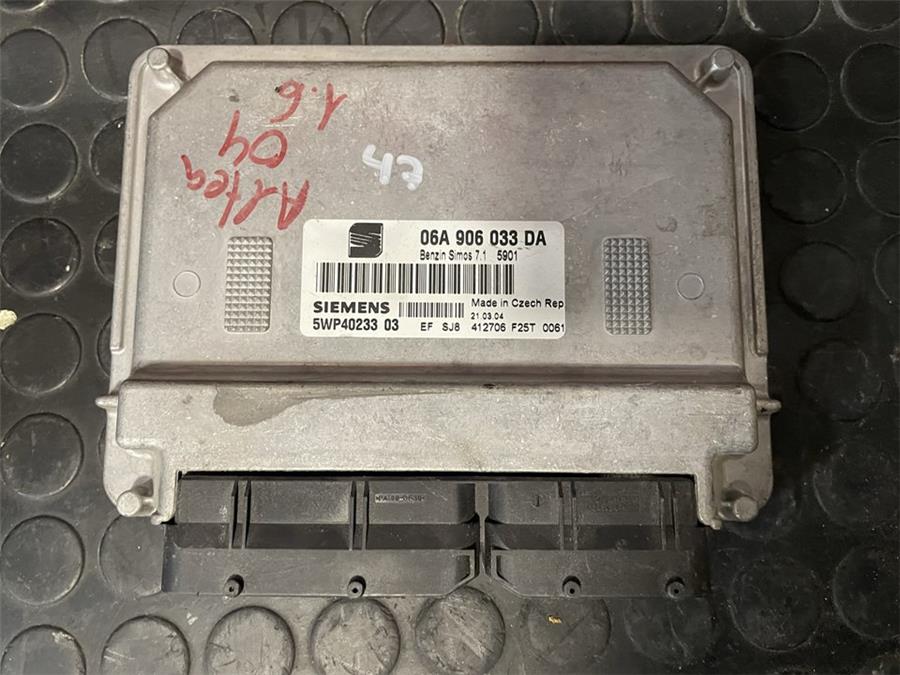 1.6
04
Altea
06A 906 033 DA
Benzin Simos 7.1 5901
SIEMENS
Made in Czech Rep
21.03.04
5WP40233 03
EF SJ8 412706 F25T 0061